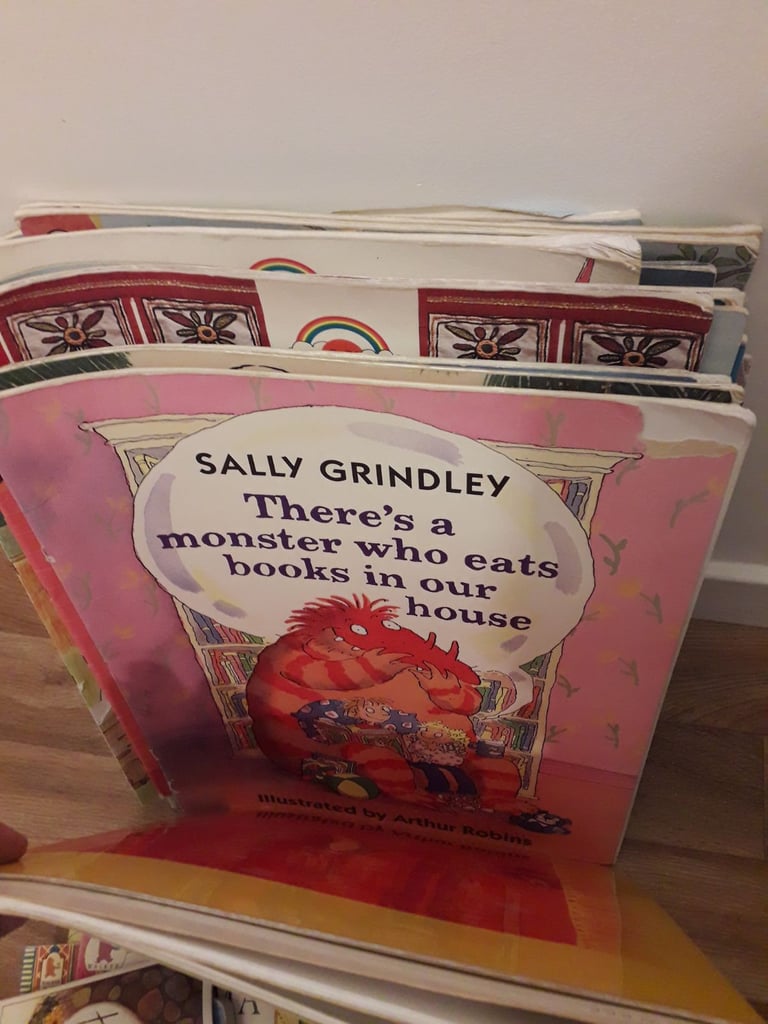 SALLY GRINDLEY
There's a
monster who eats
books in our
house
Illustrated by Arthur Robins